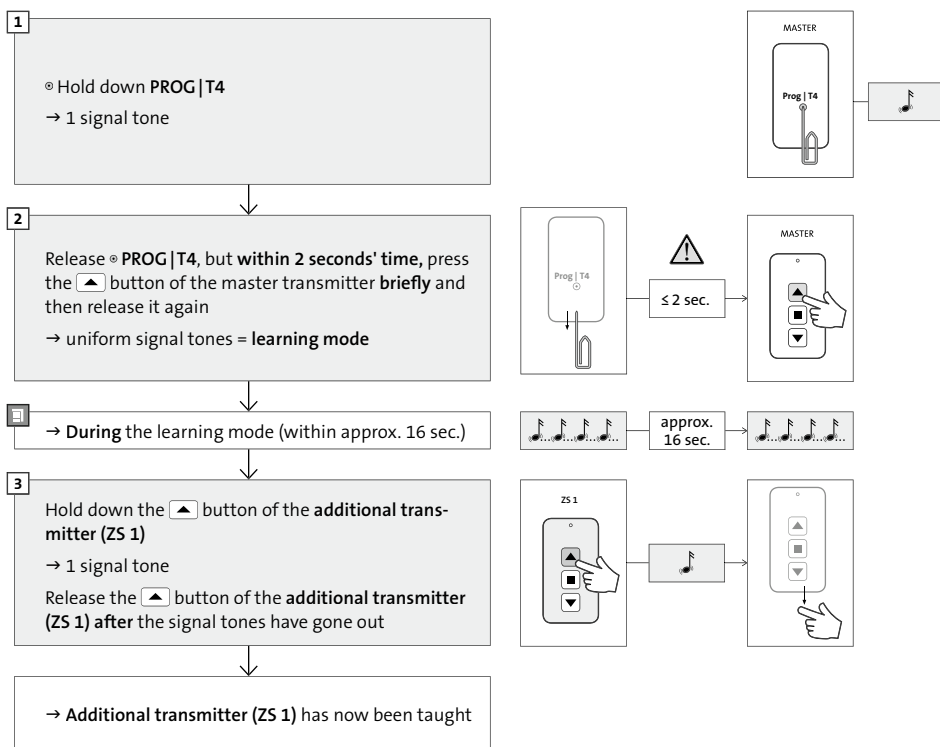 1
⊙ Hold down PROG|T4
→ 1 signal tone
MASTER
Prog | T4
2
Release ⊙ PROG|T4, but within 2 seconds' time, press
the ▲ button of the master transmitter briefly and
then release it again
→ uniform signal tones = learning mode
Prog | T4
≤ 2 sec.
MASTER
→ During the learning mode (within approx. 16 sec.)
approx.
16 sec.
3
Hold down the ▲ button of the additional trans-
mitter (ZS 1)
→ 1 signal tone
Release the ▲ button of the additional transmitter
(ZS 1) after the signal tones have gone out
ZS 1
→ Additional transmitter (ZS 1) has now been taught